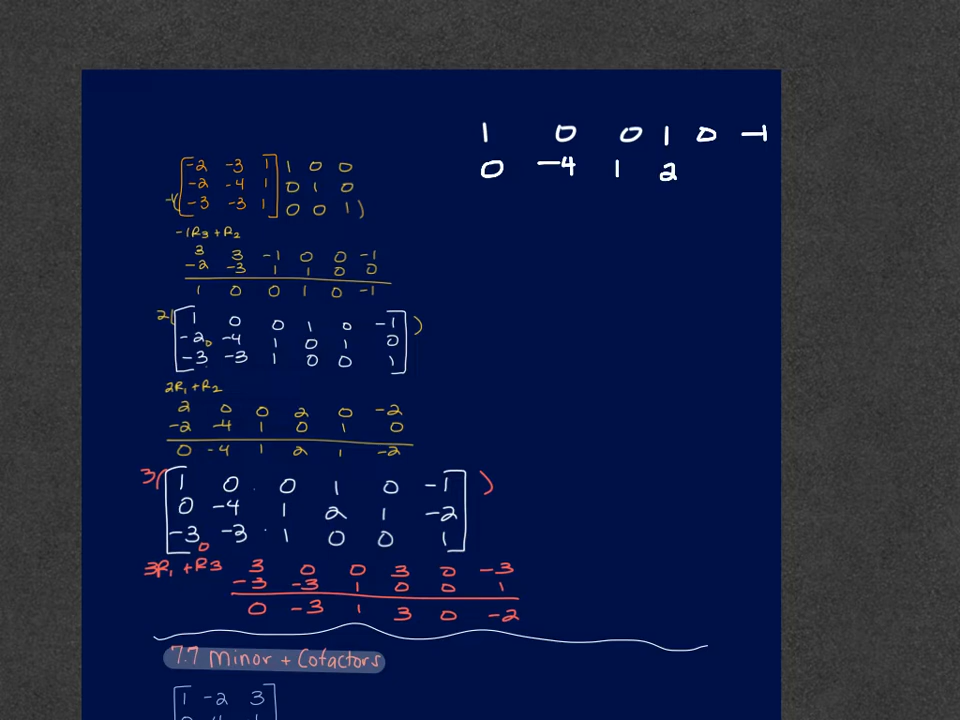 1 0 0 1 0 -1
0 -4 1 2
-2 -3 1 1 0 0
-2 -4 1 0 1 0
-1( -3 -3 1 0 0 1 )
-1R3 + R2
3 3 -1 0 0 -1
-2 -3 1 1 0 0
1 0 0 1 0 -1
2( 1 0 0 1 0 -1 )
-2 0 -4 1 0 1 0
-3 -3 1 0 0 1
2R1 + R2
2 0 0 2 0 -2
-2 -4 1 0 1 0
0 -4 1 2 1 -2
3( 1 0 0 1 0 -1 )
0 -4 1 2 1 -2
-3 0 -3 1 0 0 1
3R1 + R3 3 0 0 3 0 -3
-3 -3 1 0 0 1
0 -3 1 3 0 -2
7.7 Minor + Cofactors
1 -2 3